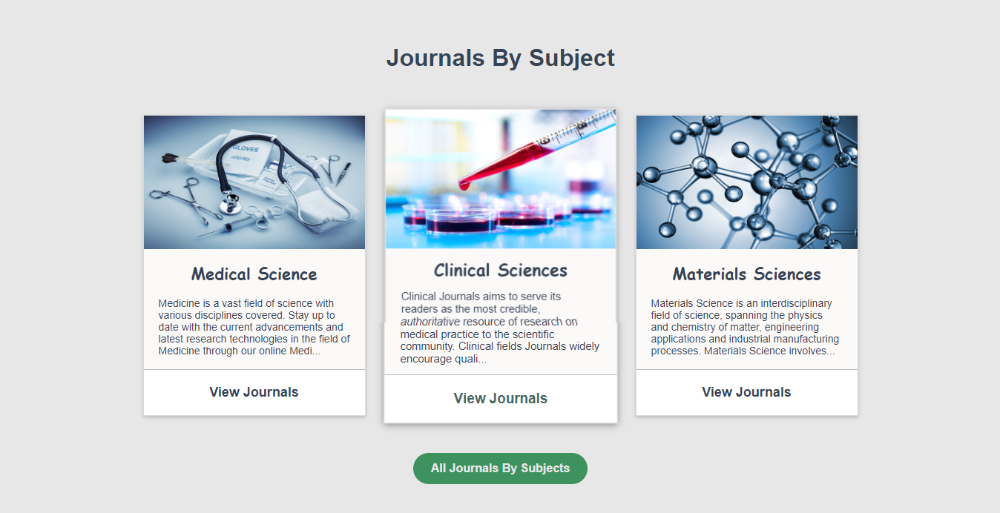 Journals By Subject
GLOVES
LATEX-FREE
Medical Science
Medicine is a vast field of science with
various disciplines covered. Stay up to
date with the current advancements and
latest research technologies in the field of
Medicine through our online Medi...
View Journals
Clinical Sciences
Clinical Journals aims to serve its
readers as the most credible,
authoritative resource of research on
medical practice to the scientific
community. Clinical fields Journals widely
encourage quali...
View Journals
Materials Sciences
Materials Science is an interdisciplinary
field of science, spanning the physics
and chemistry of matter, engineering
applications and industrial manufacturing
processes. Materials Science involves...
View Journals
All Journals By Subjects